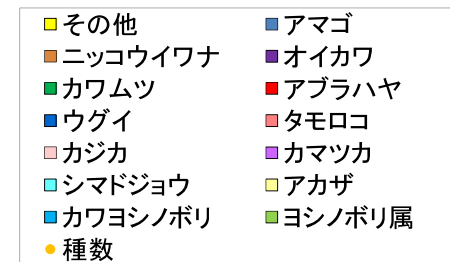 その他 アマゴ
ニッコウイワナ オイカワ
カワムツ アブラハヤ
ウグイ タモロコ
カジカ カマツカ
シマドジョウ アカザ
カワヨシノボリ ヨシノボリ属
種数